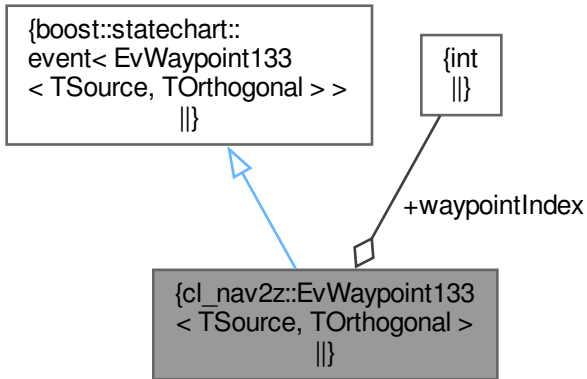 {boost::statechart::
event< EvWaypoint133
< TSource, TOrthogonal > >
||}
{int
||}
+waypointIndex
{cl_nav2z::EvWaypoint133
< TSource, TOrthogonal >
||}